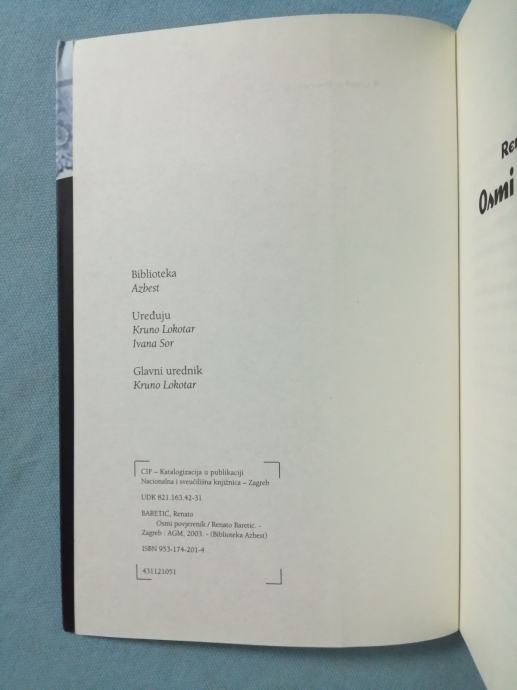 Biblioteka
Azbest
Uređuju
Kruno Lokotar
Ivana Sor
Glavni urednik
Kruno Lokotar
CIP – Katalogizacija u publikaciji
Nacionalna i sveučilišna knjižnica – Zagreb
UDK 821.163.42-31
BARETIĆ, Renato
Osmi povjerenik / Renato Baretić. -
Zagreb : AGM, 2003. - (Biblioteka Azbest)
ISBN 953-174-201-4
431121051
Ren
Osmi